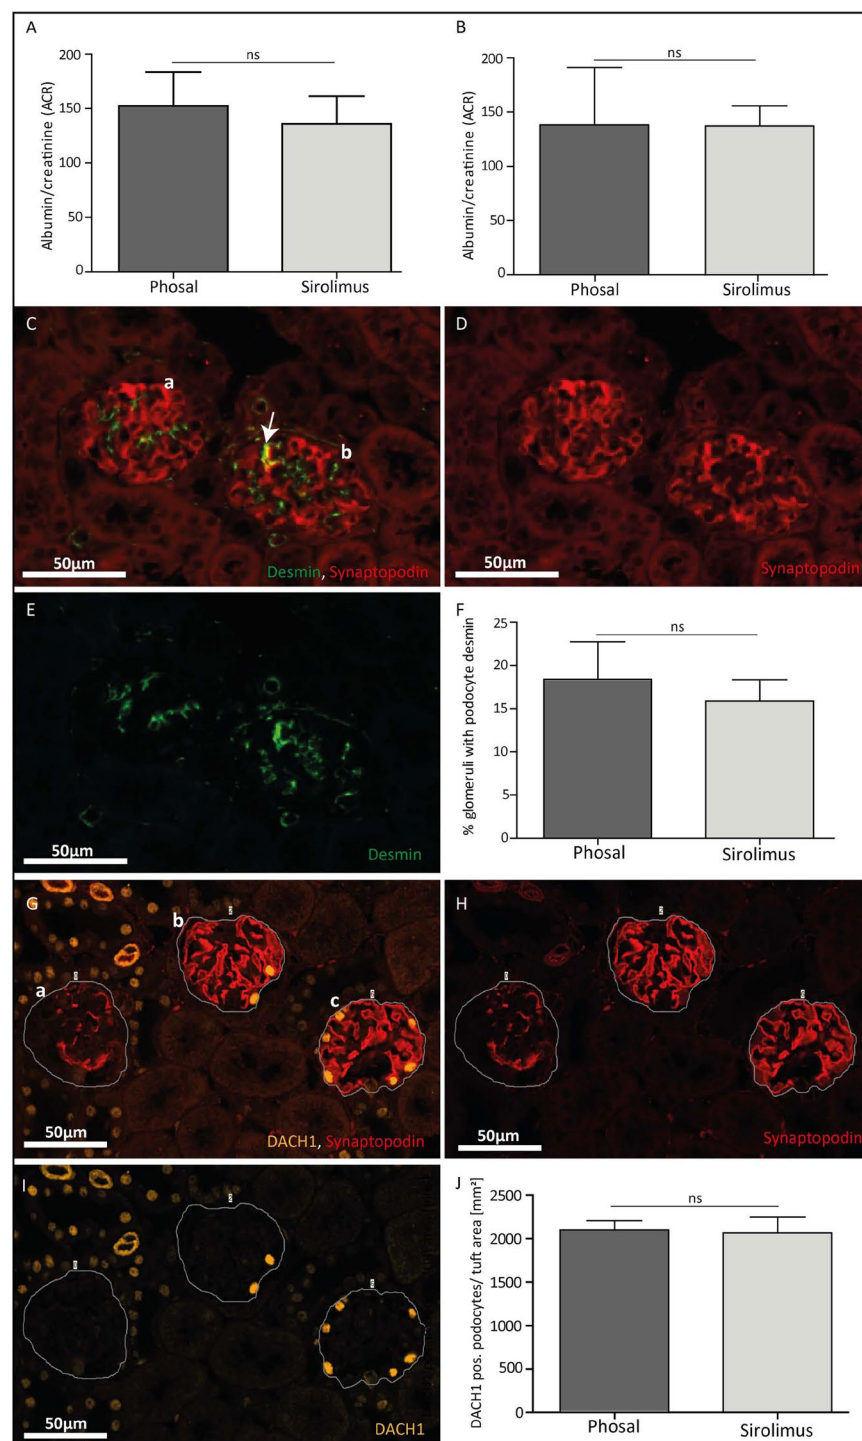 A
Albumin/creatinine (ACR)
200
150
100
50
0
ns
Phosal
Sirolimus
B
Albumin/creatinine (ACR)
200
150
100
50
0
ns
Phosal
Sirolimus
C
a
b
50µm
Desmin, Synaptopodin
D
50µm
Synaptopodin
E
50µm
Desmin
F
% glomeruli with podocyte desmin
25
20
15
10
5
0
ns
Phosal
Sirolimus
G
a
b
c
50µm
DACH1, Synaptopodin
H
50µm
Synaptopodin
I
50µm
DACH1
J
DACH1 pos. podocytes/ tuft area [mm²]
2500
2000
1500
1000
500
0
ns
Phosal
Sirolimus